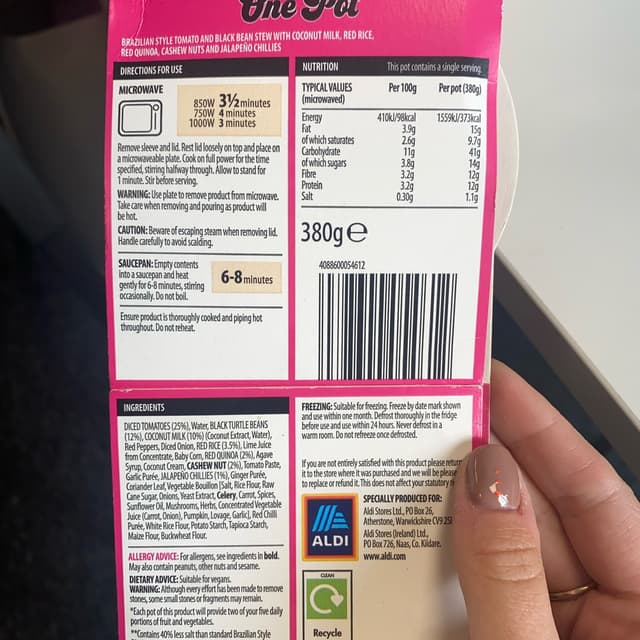 One Pot
BRAZILIAN STYLE TOMATO AND BLACK BEAN STEW WITH COCONUT MILK, RED RICE,
RED QUINOA, CASHEW NUTS AND JALAPEÑO CHILLIES
DIRECTIONS FOR USE
MICROWAVE
850W 3½ minutes
750W 4 minutes
1000W 3 minutes
Remove sleeve and lid. Rest lid loosely on top and place on
a microwaveable plate. Cook on full power for the time
specified, stirring halfway through. Allow to stand for
1 minute. Stir before serving.
WARNING: Use plate to remove product from microwave.
Take care when removing and pouring as product will
be hot.
CAUTION: Beware of escaping steam when removing lid.
Handle carefully to avoid scalding.
SAUCEPAN: Empty contents
into a saucepan and heat
gently for 6-8 minutes, stirring
occasionally. Do not boil.
6-8 minutes
Ensure product is thoroughly cooked and piping hot
throughout. Do not reheat.
NUTRITION This pot contains a single serving
TYPICAL VALUES Per 100g Per pot (380g)
(microwaved)
Energy 410kJ/98kcal 1559kJ/373kcal
Fat 3.9g 15g
of which saturates 2.6g 9.7g
Carbohydrate 11g 41g
of which sugars 3.8g 14g
Fibre 3.2g 12g
Protein 3.2g 12g
Salt 0.30g 1.1g
380g e
4088600054612
INGREDIENTS
DICED TOMATOES (25%), Water, BLACK TURTLE BEANS
(12%), COCONUT MILK (10%) (Coconut Extract, Water),
Red Peppers, Diced Onion, RED RICE (3.5%), Lime Juice
from Concentrate, Baby Corn, RED QUINOA (2%), Agave
Syrup, Coconut Cream, CASHEW NUT (2%), Tomato Paste,
Garlic Purée, JALAPEÑO CHILLIES (1%), Ginger Purée,
Coriander Leaf, Vegetable Bouillon (Salt, Rice Flour, Raw
Cane Sugar, Onions, Yeast Extract, Celery, Carrot, Spices,
Sunflower Oil, Mushrooms, Herbs, Concentrated Vegetable
Juice (Carrot, Onion), Pumpkin, Lovage, Garlic), Red Chilli
Purée, White Rice Flour, Potato Starch, Tapioca Starch,
Maize Flour, Buckwheat Flour.
ALLERGY ADVICE: For allergens, see ingredients in bold.
May also contain peanuts, other nuts and sesame.
DIETARY ADVICE: Suitable for vegans.
WARNING: Although every effort has been made to remove
stones, some small stones or fragments may remain.
*Each pot of this product will provide two of your five daily
portions of fruit and vegetables.
**Contains 40% less salt than standard Brazilian Style
FREEZING: Suitable for freezing. Freeze by date mark shown
and use within one month. Defrost thoroughly in the fridge
before use and use within 24 hours. Never defrost in a
warm room. Do not refreeze once defrosted.
If you are not entirely satisfied with this product please return
it to the store where it was purchased and we will be please
to replace or refund it. This does not affect your statutory
ALDI
SPECIALLY PRODUCED FOR:
Aldi Stores Ltd., PO Box 26,
Atherstone, Warwickshire CV9 2S
Aldi Stores (Ireland) Ltd.,
PO Box 726, Naas, Co. Kildare.
www.aldi.com
CLEAN
Recycle